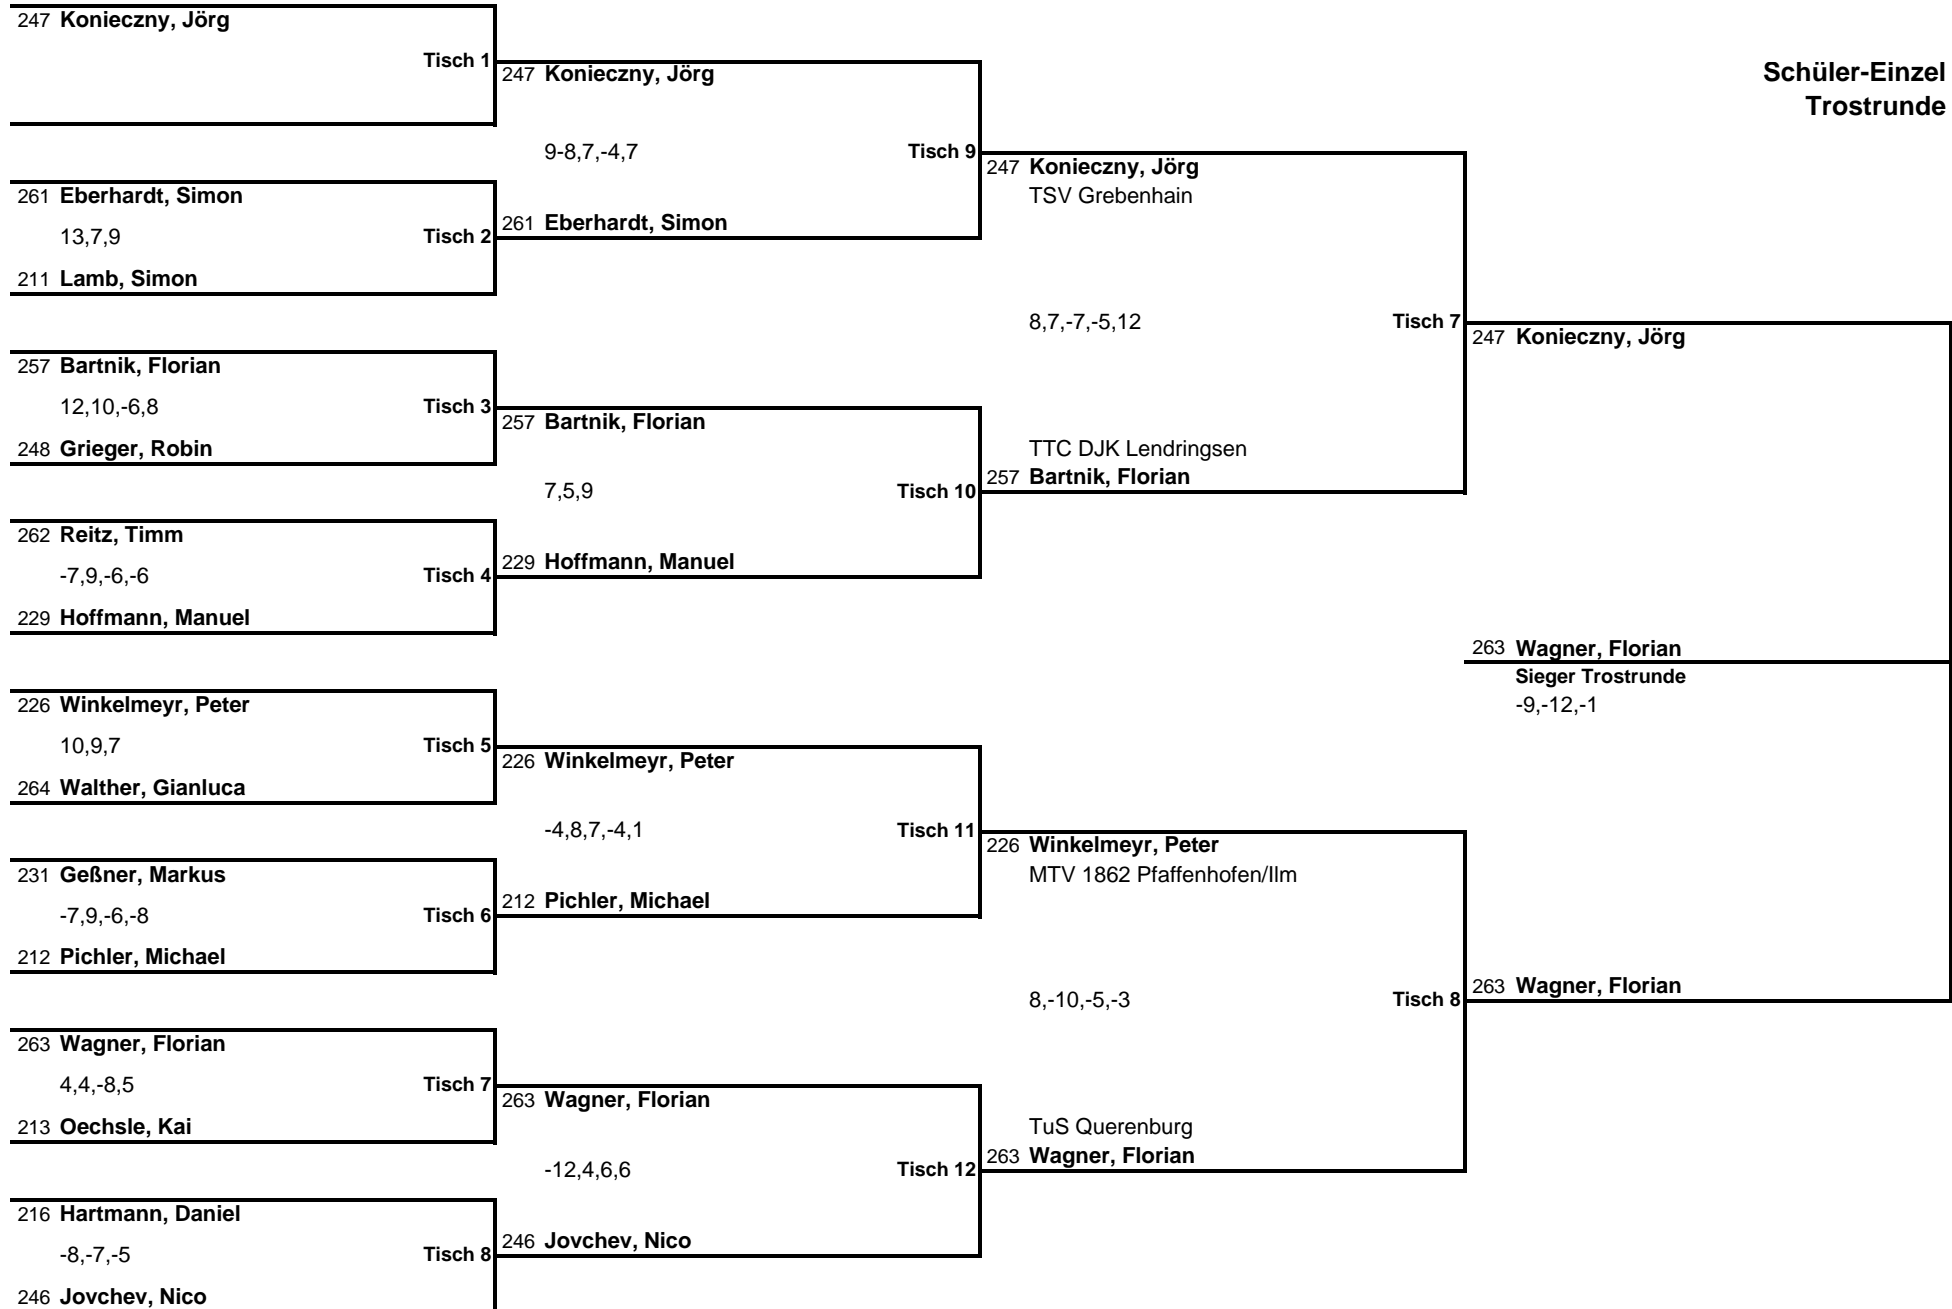 Schüler-Einzel
Trostrunde
247 Konieczny, Jörg
Tisch 1
261 Eberhardt, Simon
13,7,9 Tisch 2
211 Lamb, Simon
257 Bartnik, Florian
12,10,-6,8 Tisch 3
248 Grieger, Robin
262 Reitz, Timm
-7,9,-6,-6 Tisch 4
229 Hoffmann, Manuel
226 Winkelmeyr, Peter
10,9,7 Tisch 5
264 Walther, Gianluca
231 Geßner, Markus
-7,9,-6,-8 Tisch 6
212 Pichler, Michael
263 Wagner, Florian
4,4,-8,5 Tisch 7
213 Oechsle, Kai
216 Hartmann, Daniel
-8,-7,-5 Tisch 8
246 Jovchev, Nico
247 Konieczny, Jörg
9-8,7,-4,7 Tisch 9
261 Eberhardt, Simon
257 Bartnik, Florian
7,5,9 Tisch 10
229 Hoffmann, Manuel
226 Winkelmeyr, Peter
-4,8,7,-4,1 Tisch 11
212 Pichler, Michael
263 Wagner, Florian
-12,4,6,6 Tisch 12
246 Jovchev, Nico
247 Konieczny, Jörg
TSV Grebenhain
8,7,-7,-5,12 Tisch 7
TTC DJK Lendringsen
257 Bartnik, Florian
226 Winkelmeyr, Peter
MTV 1862 Pfaffenhofen/Ilm
8,-10,-5,-3 Tisch 8
TuS Querenburg
263 Wagner, Florian
247 Konieczny, Jörg
263 Wagner, Florian
Sieger Trostrunde
-9,-12,-1
263 Wagner, Florian